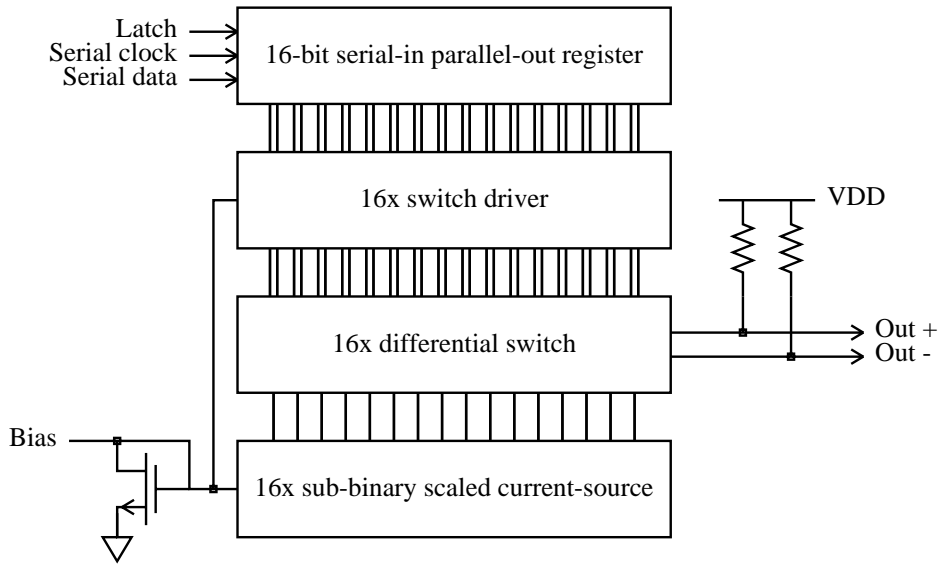 Latch
Serial clock
Serial data
16-bit serial-in parallel-out register
16x switch driver
VDD
16x differential switch
Out +
Out -
Bias
16x sub-binary scaled current-source